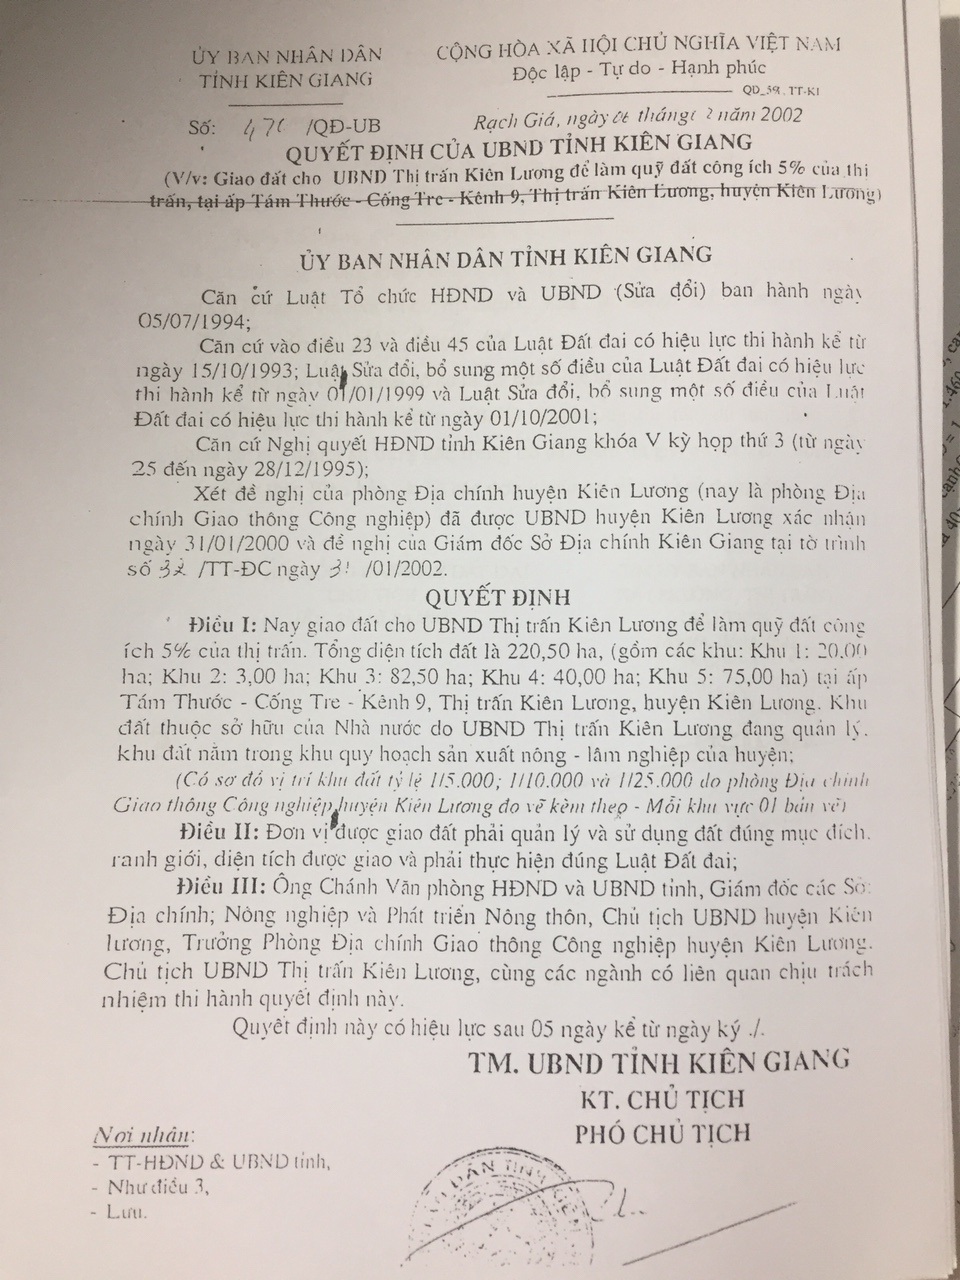 ỦY BAN NHÂN DÂN
TỈNH KIÊN GIANG
CỘNG HÒA XÃ HỘI CHỦ NGHĨA VIỆT NAM
Độc lập - Tự do - Hạnh phúc
Số: /QĐ-UB
Rạch Giá, ngày tháng 2 năm 2002
QUYẾT ĐỊNH CỦA UBND TỈNH KIÊN GIANG
(V/v: Giao đất cho UBND Thị trấn Kiên Lương để làm quỹ đất công ích 5% của thị
trấn, tại ấp Tám Thước - Cống Tre - Kênh 9, Thị trấn Kiên Lương, huyện Kiên Lương)
ỦY BAN NHÂN DÂN TỈNH KIÊN GIANG
Căn cứ Luật Tổ chức HĐND và UBND (Sửa đổi) ban hành ngày
05/07/1994;
Căn cứ vào điều 23 và điều 45 của Luật Đất đai có hiệu lực thi hành kể từ
ngày 15/10/1993; Luật Sửa đổi, bổ sung một số điều của Luật Đất đai có hiệu lực
thi hành kể từ ngày 01/01/1999 và Luật Sửa đổi, bổ sung một số điều của Luật
Đất đai có hiệu lực thi hành kể từ ngày 01/10/2001;
Căn cứ Nghị quyết HĐND tỉnh Kiên Giang khóa V kỳ họp thứ 3 (từ ngày
25 đến ngày 28/12/1995);
Xét đề nghị của phòng Địa chính huyện Kiên Lương (nay là phòng Địa
chính Giao thông Công nghiệp) đã được UBND huyện Kiên Lương xác nhận
ngày 31/01/2000 và đề nghị của Giám đốc Sở Địa chính Kiên Giang tại tờ trình
số 32 /TT-ĐC ngày 31 /01/2002.
QUYẾT ĐỊNH
Điều I: Nay giao đất cho UBND Thị trấn Kiên Lương để làm quỹ đất công
ích 5% của thị trấn. Tổng diện tích đất là 220,50 ha, (gồm các khu: Khu 1: 20,00
ha; Khu 2: 3,00 ha; Khu 3: 82,50 ha; Khu 4: 40,00 ha; Khu 5: 75,00 ha) tại ấp
Tám Thước - Cống Tre - Kênh 9, Thị trấn Kiên Lương, huyện Kiên Lương. Khu
đất thuộc sở hữu của Nhà nước do UBND Thị trấn Kiên Lương đang quản lý,
khu đất nằm trong khu quy hoạch sản xuất nông - lâm nghiệp của huyện;
(Có sơ đồ vị trí khu đất tỷ lệ 1/5.000; 1/10.000 và 1/25.000 do phòng Địa chính
Giao thông Công nghiệp huyện Kiên Lương đo vẽ kèm theo - Mỗi khu vực 01 bản vẽ)
Điều II: Đơn vị được giao đất phải quản lý và sử dụng đất đúng mục đích,
ranh giới, diện tích được giao và phải thực hiện đúng Luật Đất đai;
Điều III: Ông Chánh Văn phòng HĐND và UBND tỉnh, Giám đốc các Sở:
Địa chính; Nông nghiệp và Phát triển Nông thôn, Chủ tịch UBND huyện Kiên
lương, Trưởng Phòng Địa chính Giao thông Công nghiệp huyện Kiên Lương.
Chủ tịch UBND Thị trấn Kiên Lương, cùng các ngành có liên quan chịu trách
nhiệm thi hành quyết định này.
Quyết định này có hiệu lực sau 05 ngày kể từ ngày ký ./.
TM. UBND TỈNH KIÊN GIANG
KT. CHỦ TỊCH
PHÓ CHỦ TỊCH
Nơi nhận:
- TT-HĐND & UBND tỉnh,
- Như điều 3,
- Lưu.